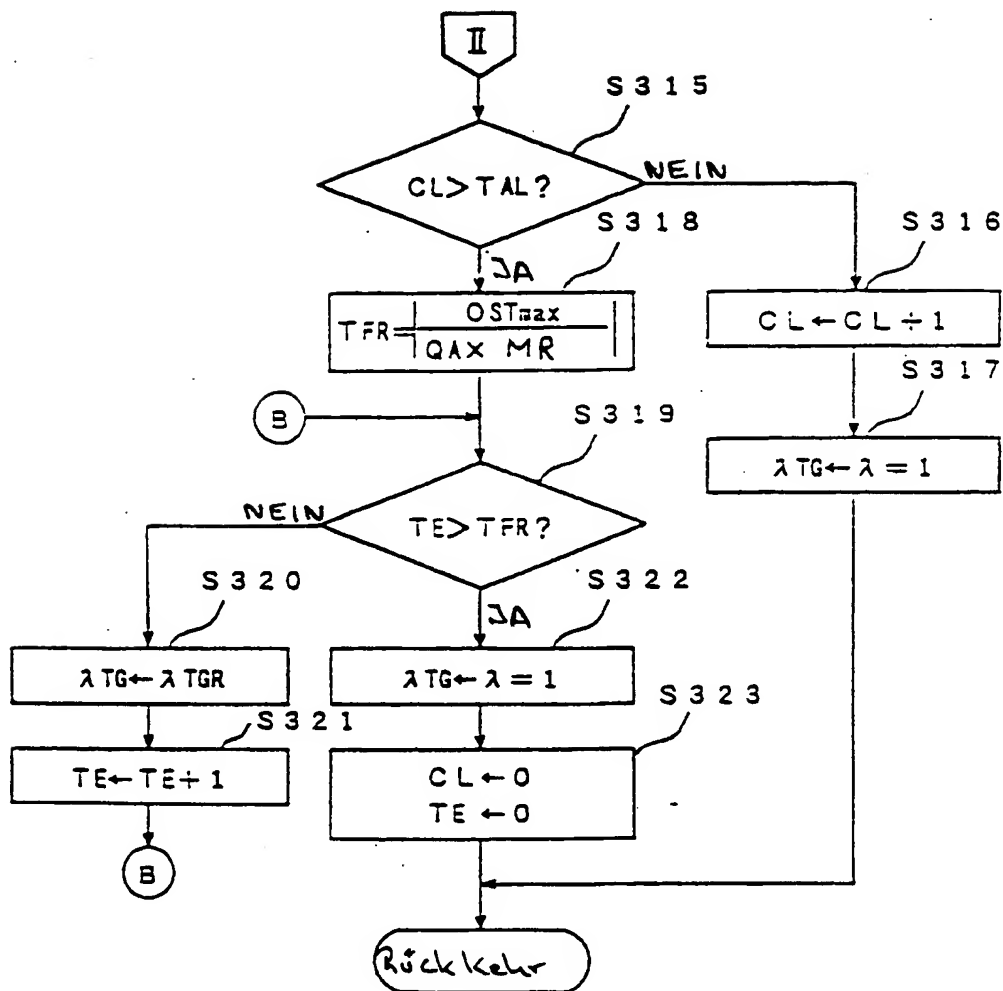 II
S315
CL>TAL?
NEIN
S318
S316
JA
TFR=|OSTmax
QA× MR|
CL←CL+1
S317
B
S319
λTG←λ=1
NEIN
TE>TFR?
S320
S322
JA
λTG←λTGR
λTG←λ=1
S321
S323
TE←TE+1
CL←0
TE←0
B
Rückkehr